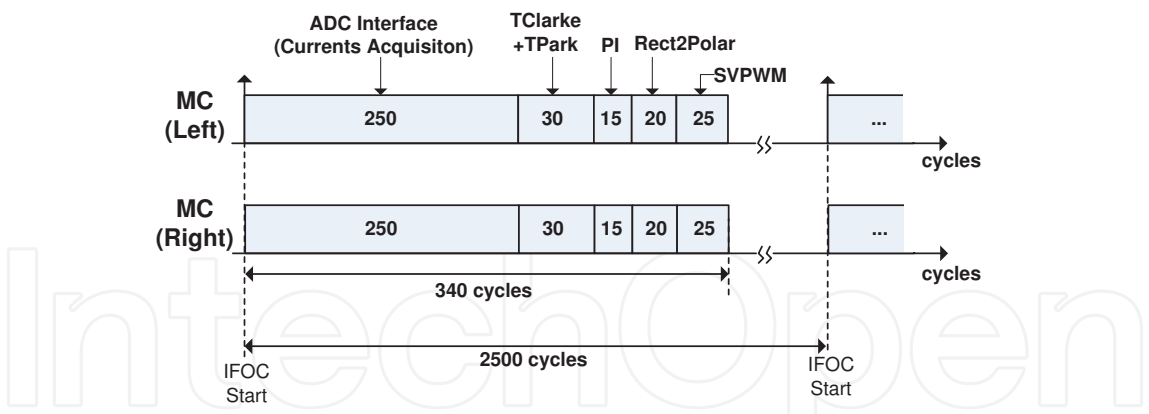 ADC Interface
(Currents Acquisiton)
TClarke
+TPark
PI
Rect2Polar
SVPWM
MC
(Left)
250
30
15
20
25
...
cycles
MC
(Right)
250
30
15
20
25
...
cycles
340 cycles
2500 cycles
IFOC
Start
IFOC
Start
IntechOpen